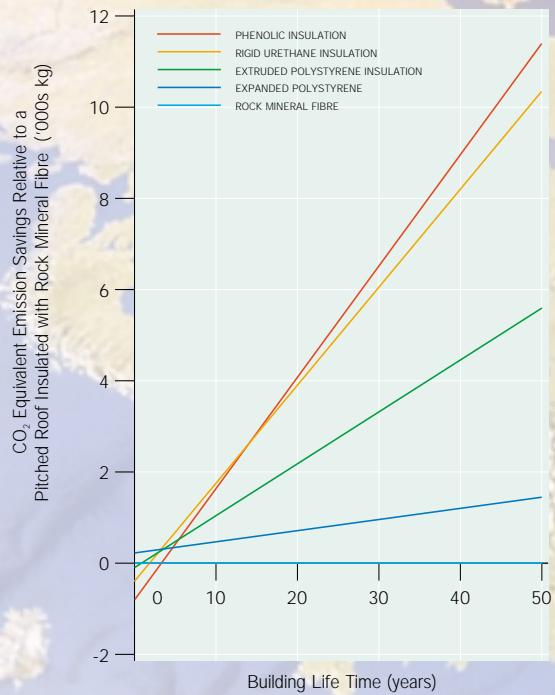 CO₂ Equivalent Emission Savings Relative to a
Pitched Roof Insulated with Rock Mineral Fibre ('000s kg)
12
10
8
6
4
2
0
-2
PHENOLIC INSULATION
RIGID URETHANE INSULATION
EXTRUDED POLYSTYRENE INSULATION
EXPANDED POLYSTYRENE
ROCK MINERAL FIBRE
0 10 20 30 40 50
Building Life Time (years)